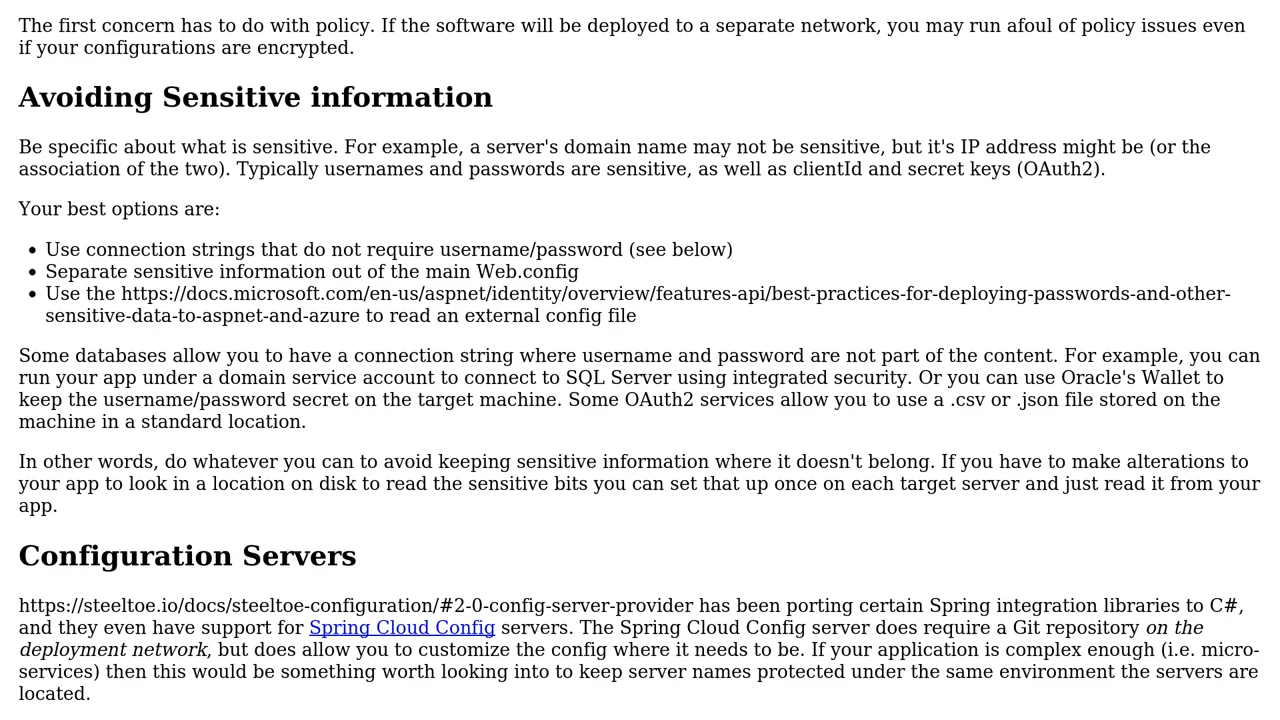 The first concern has to do with policy. If the software will be deployed to a separate network, you may run afoul of policy issues even
if your configurations are encrypted.
Avoiding Sensitive information
Be specific about what is sensitive. For example, a server's domain name may not be sensitive, but it's IP address might be (or the
association of the two). Typically usernames and passwords are sensitive, as well as clientId and secret keys (OAuth2).
Your best options are:
• Use connection strings that do not require username/password (see below)
• Separate sensitive information out of the main Web.config
• Use the https://docs.microsoft.com/en-us/aspnet/identity/overview/features-api/best-practices-for-deploying-passwords-and-other-
sensitive-data-to-aspnet-and-azure to read an external config file
Some databases allow you to have a connection string where username and password are not part of the content. For example, you can
run your app under a domain service account to connect to SQL Server using integrated security. Or you can use Oracle's Wallet to
keep the username/password secret on the target machine. Some OAuth2 services allow you to use a .csv or .json file stored on the
machine in a standard location.
In other words, do whatever you can to avoid keeping sensitive information where it doesn't belong. If you have to make alterations to
your app to look in a location on disk to read the sensitive bits you can set that up once on each target server and just read it from your
app.
Configuration Servers
https://steeltoe.io/docs/steeltoe-configuration/#2-0-config-server-provider has been porting certain Spring integration libraries to C#,
and they even have support for Spring Cloud Config servers. The Spring Cloud Config server does require a Git repository on the
deployment network, but does allow you to customize the config where it needs to be. If your application is complex enough (i.e. micro-
services) then this would be something worth looking into to keep server names protected under the same environment the servers are
located.